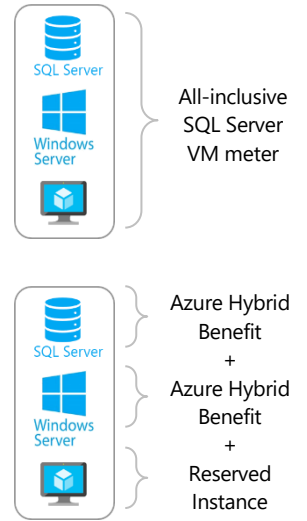 SQL Server
Windows
Server
All-inclusive
SQL Server
VM meter
SQL Server
Windows
Server
Azure Hybrid
Benefit
+
Azure Hybrid
Benefit
+
Reserved
Instance